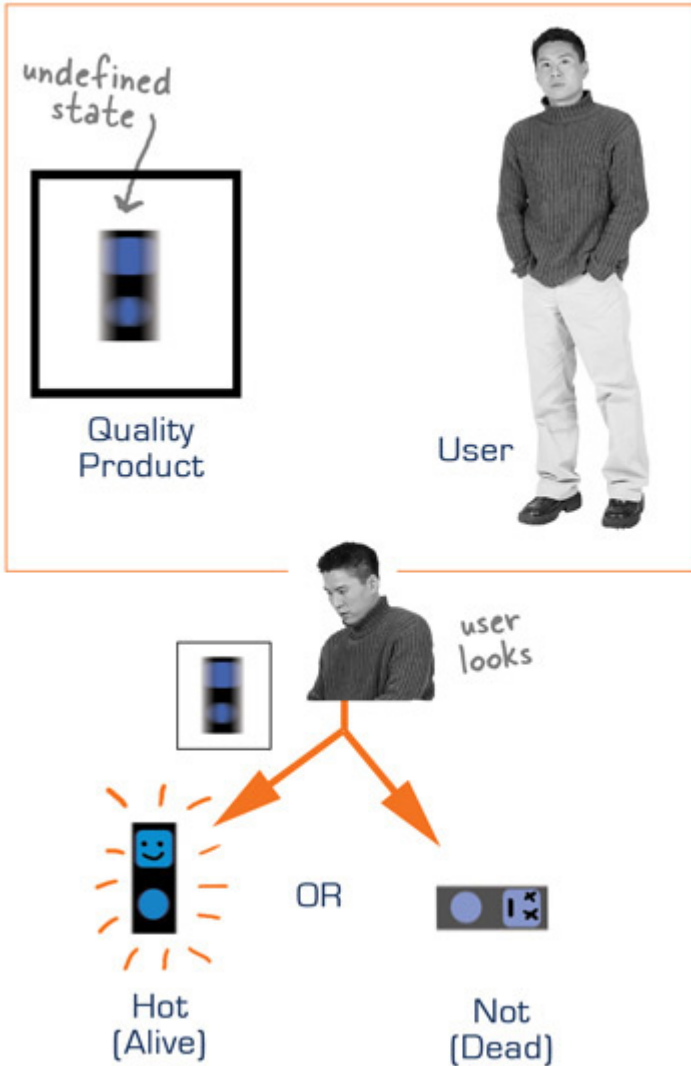 undefined
state
Quality
Product
User
user
looks
OR
Hot
(Alive)
Not
(Dead)